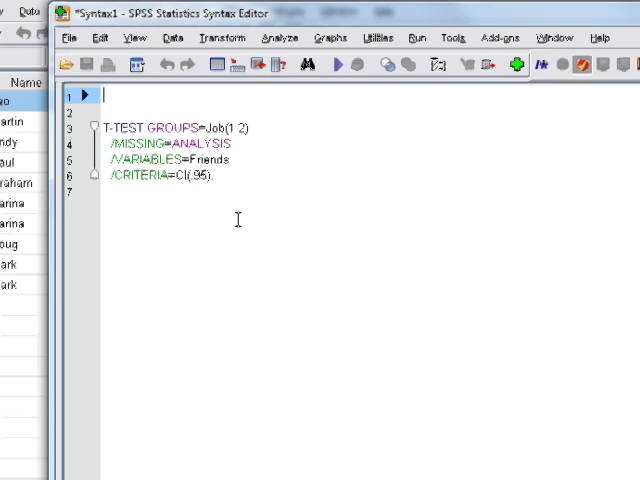 *Syntax1 - SPSS Statistics Syntax Editor
File Edit View Data Transform Analyze Graphs Utilities Run Tools Add-ons Window Help
Data
Name
ao
artin
ndy
aul
raham
arina
arina
oug
ark
ark
1
2
3 T-TEST GROUPS=Job(1 2)
4 /MISSING=ANALYSIS
5 /VARIABLES=Friends
6 /CRITERIA=CI(.95).
7